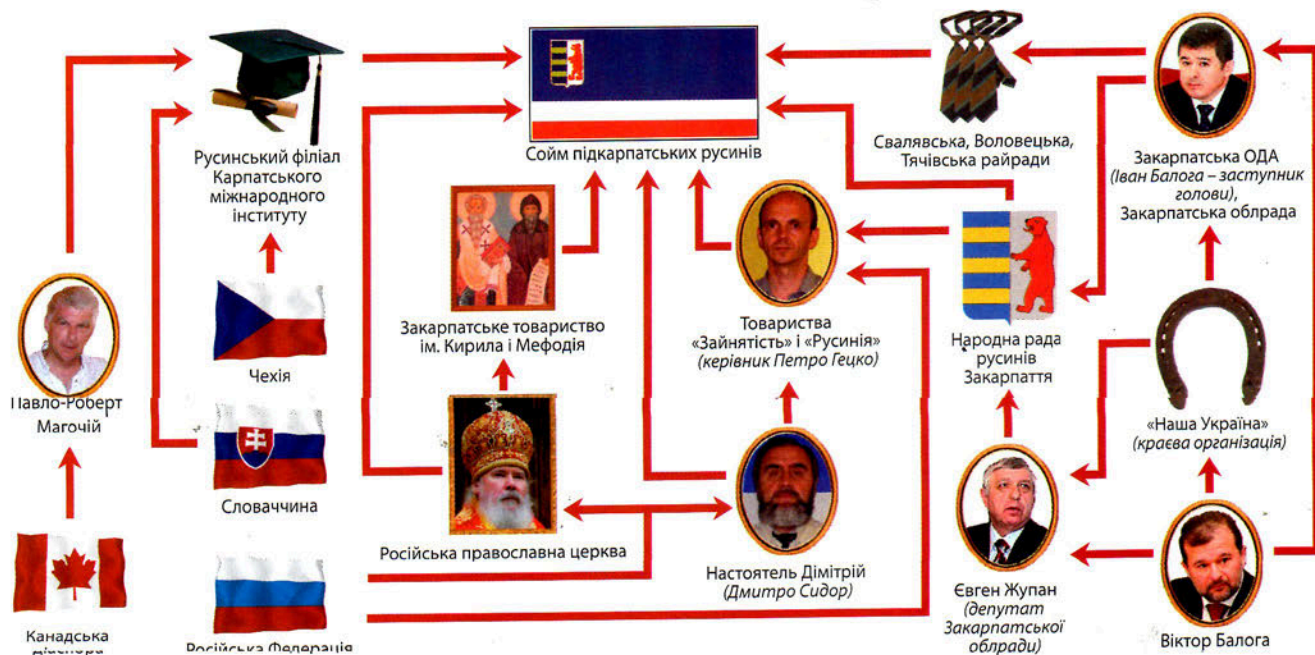 Русинський філіал
Карпатського
міжнародного
інституту
Сойм підкарпатських русинів
Свалявська, Воловецька,
Тячівська райради
Закарпатська ОДА
(Іван Балога – заступник
голови),
Закарпатська облрада
Закарпатське товариство
ім. Кирила і Мефодія
Товариства
«Зайнятість» і «Русинія»
(керівник Петро Гецко)
Народна рада
русинів
Закарпаття
«Наша Україна»
(краєва організація)
Чехія
Павло-Роберт
Магочій
Словаччина
Російська православна церква
Настоятель Дімітрій
(Дмитро Сидор)
Євген Жупан
(депутат
Закарпатської
облради)
Віктор Балога
Канадська
Російська Федерація